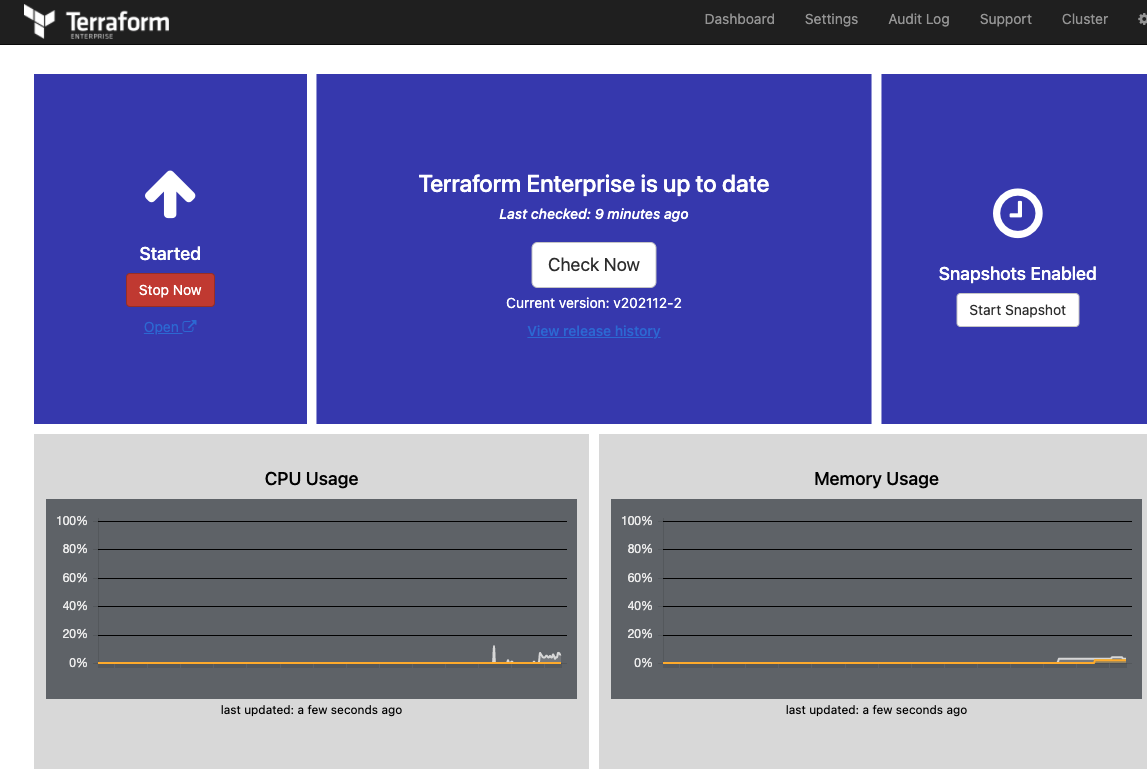 Terraform
ENTERPRISE
Dashboard
Settings
Audit Log
Support
Cluster
Started
Stop Now
Open
Terraform Enterprise is up to date
Last checked: 9 minutes ago
Check Now
Current version: v202112-2
View release history
Snapshots Enabled
Start Snapshot
CPU Usage
100%
80%
60%
40%
20%
0%
last updated: a few seconds ago
Memory Usage
100%
80%
60%
40%
20%
0%
last updated: a few seconds ago